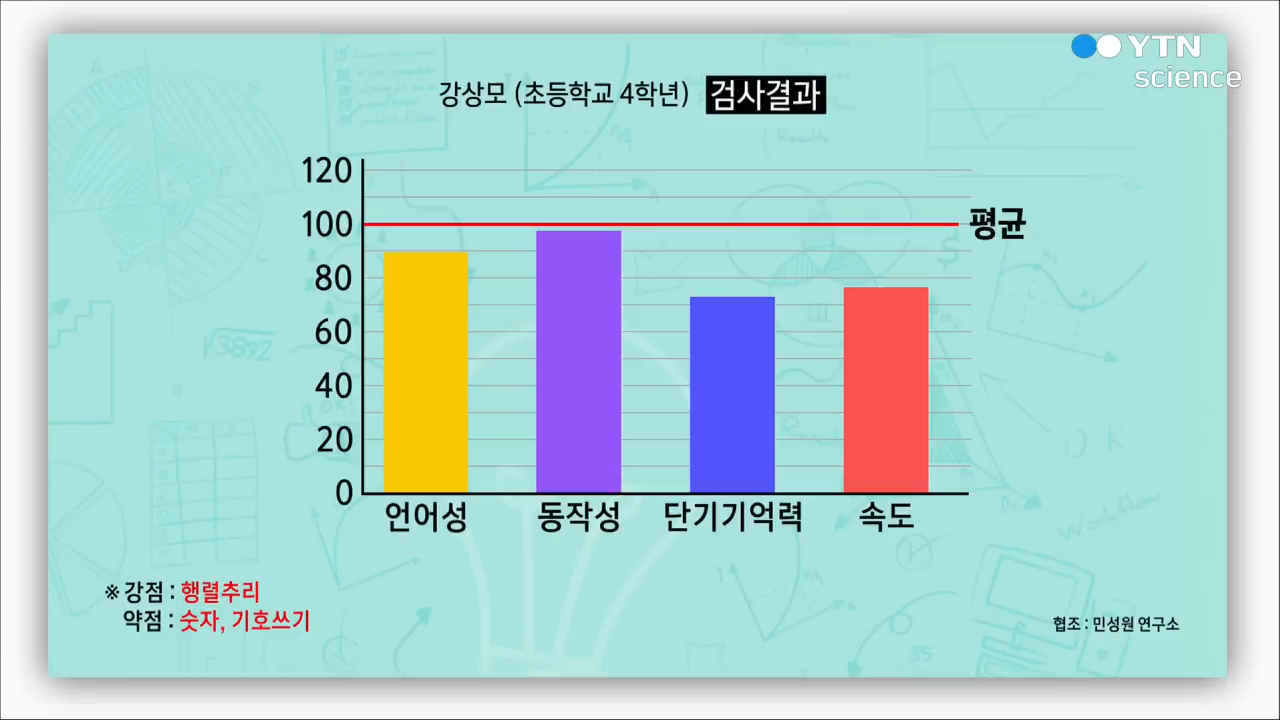 YTN
science
강상모 (초등학교 4학년) 검사결과
120
100
평균
80
60
40
20
0
언어성 동작성 단기기억력 속도
※ 강점 : 행렬추리
약점 : 숫자, 기호쓰기
협조 : 민성원 연구소